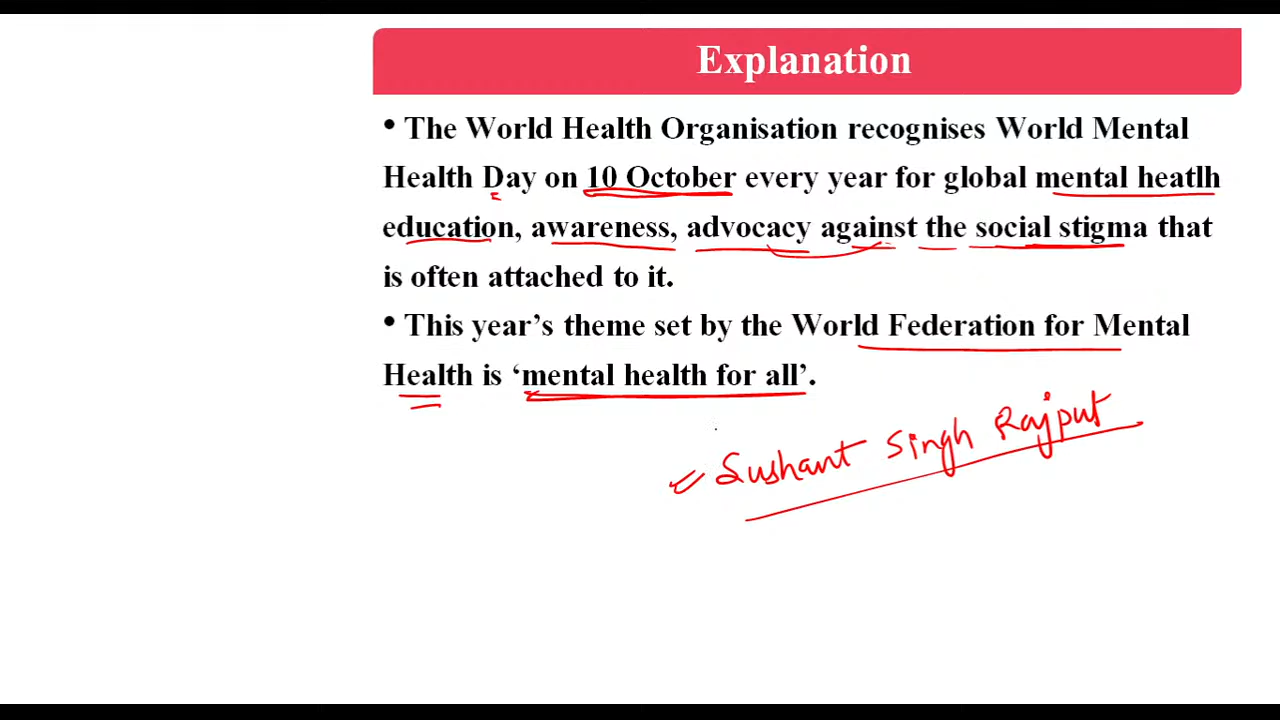 Explanation
• The World Health Organisation recognises World Mental
Health Day on 10 October every year for global mental heatlh
education, awareness, advocacy against the social stigma that
is often attached to it.
• This year’s theme set by the World Federation for Mental
Health is ‘mental health for all’.
Sushant Singh Rajput